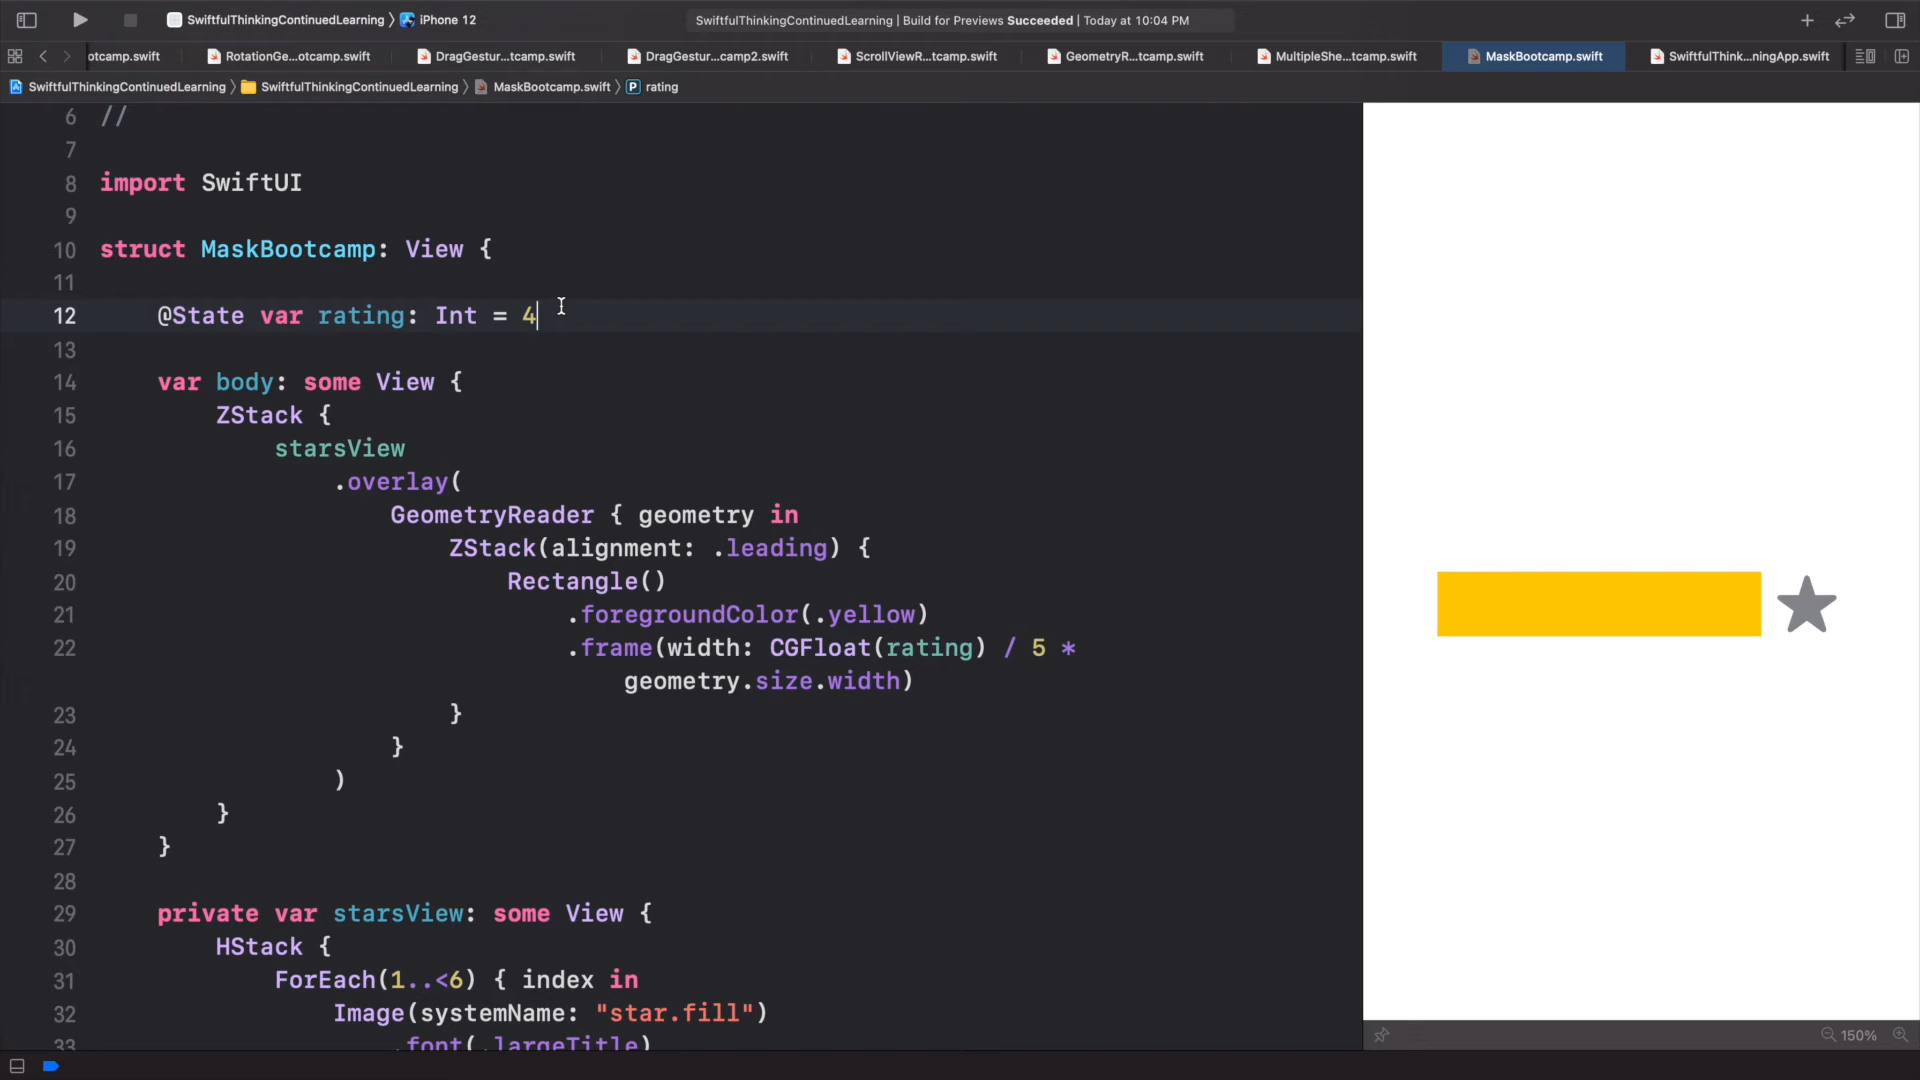 SwiftfulThinkingContinuedLearning 〉 iPhone 12
SwiftfulThinkingContinuedLearning | Build for Previews Succeeded | Today at 10:04 PM
otcamp.swift
RotationGe...otcamp.swift
DragGestur...tcamp.swift
DragGestur...camp2.swift
ScrollViewR...tcamp.swift
GeometryR...tcamp.swift
MultipleShe...tcamp.swift
MaskBootcamp.swift
SwiftfulThink...ningApp.swift
SwiftfulThinkingContinuedLearning 〉 SwiftfulThinkingContinuedLearning 〉 MaskBootcamp.swift 〉 P rating
6 //
7
8 import SwiftUI
9
10 struct MaskBootcamp: View {
11
12 @State var rating: Int = 4
13
14 var body: some View {
15 ZStack {
16 starsView
17 .overlay(
18 GeometryReader { geometry in
19 ZStack(alignment: .leading) {
20 Rectangle()
21 .foregroundColor(.yellow)
22 .frame(width: CGFloat(rating) / 5 *
geometry.size.width)
23 }
24 }
25 )
26 }
27 }
28
29 private var starsView: some View {
30 HStack {
31 ForEach(1..<6) { index in
32 Image(systemName: "star.fill")
33 .font(.largeTitle)
150%